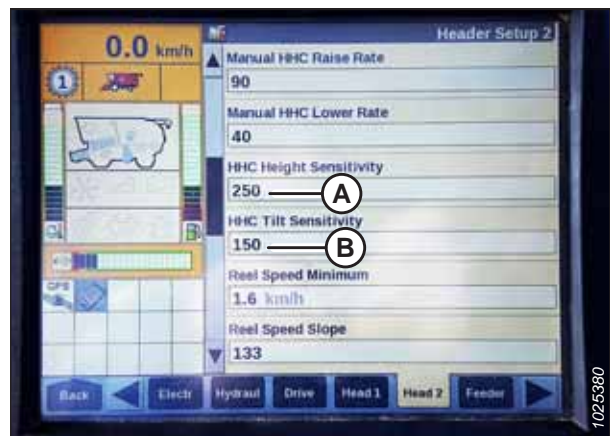 0.0 km/h
Header Setup 2
1
Manual HHC Raise Rate
90
Manual HHC Lower Rate
40
HHC Height Sensitivity
250
A
HHC Tilt Sensitivity
150
B
Reel Speed Minimum
1.6 km/h
GPS
Reel Speed Slope
133
Back
Electr
Hydraul
Drive
Head 1
Head 2
Feeder
1025380